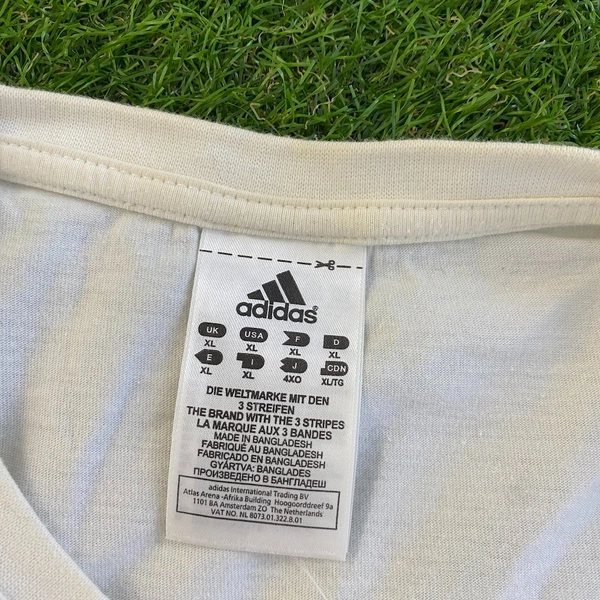 adidas®
UK USA F D
XL XL XL XL
E I J CDN
XL XL 4XO XL/TG
DIE WELTMARKE MIT DEN
3 STREIFEN
THE BRAND WITH THE 3 STRIPES
LA MARQUE AUX 3 BANDES
MADE IN BANGLADESH
FABRIQUÉ AU BANGLADESH
FABRICADO EN BANGLADESH
GYÁRTVA: BANGLADES
ПРОИЗВЕДЕНО В БАНГЛАДЕШ
adidas International Trading BV
Atlas Arena -Afrika Building Hoogoorddreef 9a
1101 BA Amsterdam ZO The Netherlands
VAT NO. NL 8073.01.322.B.01